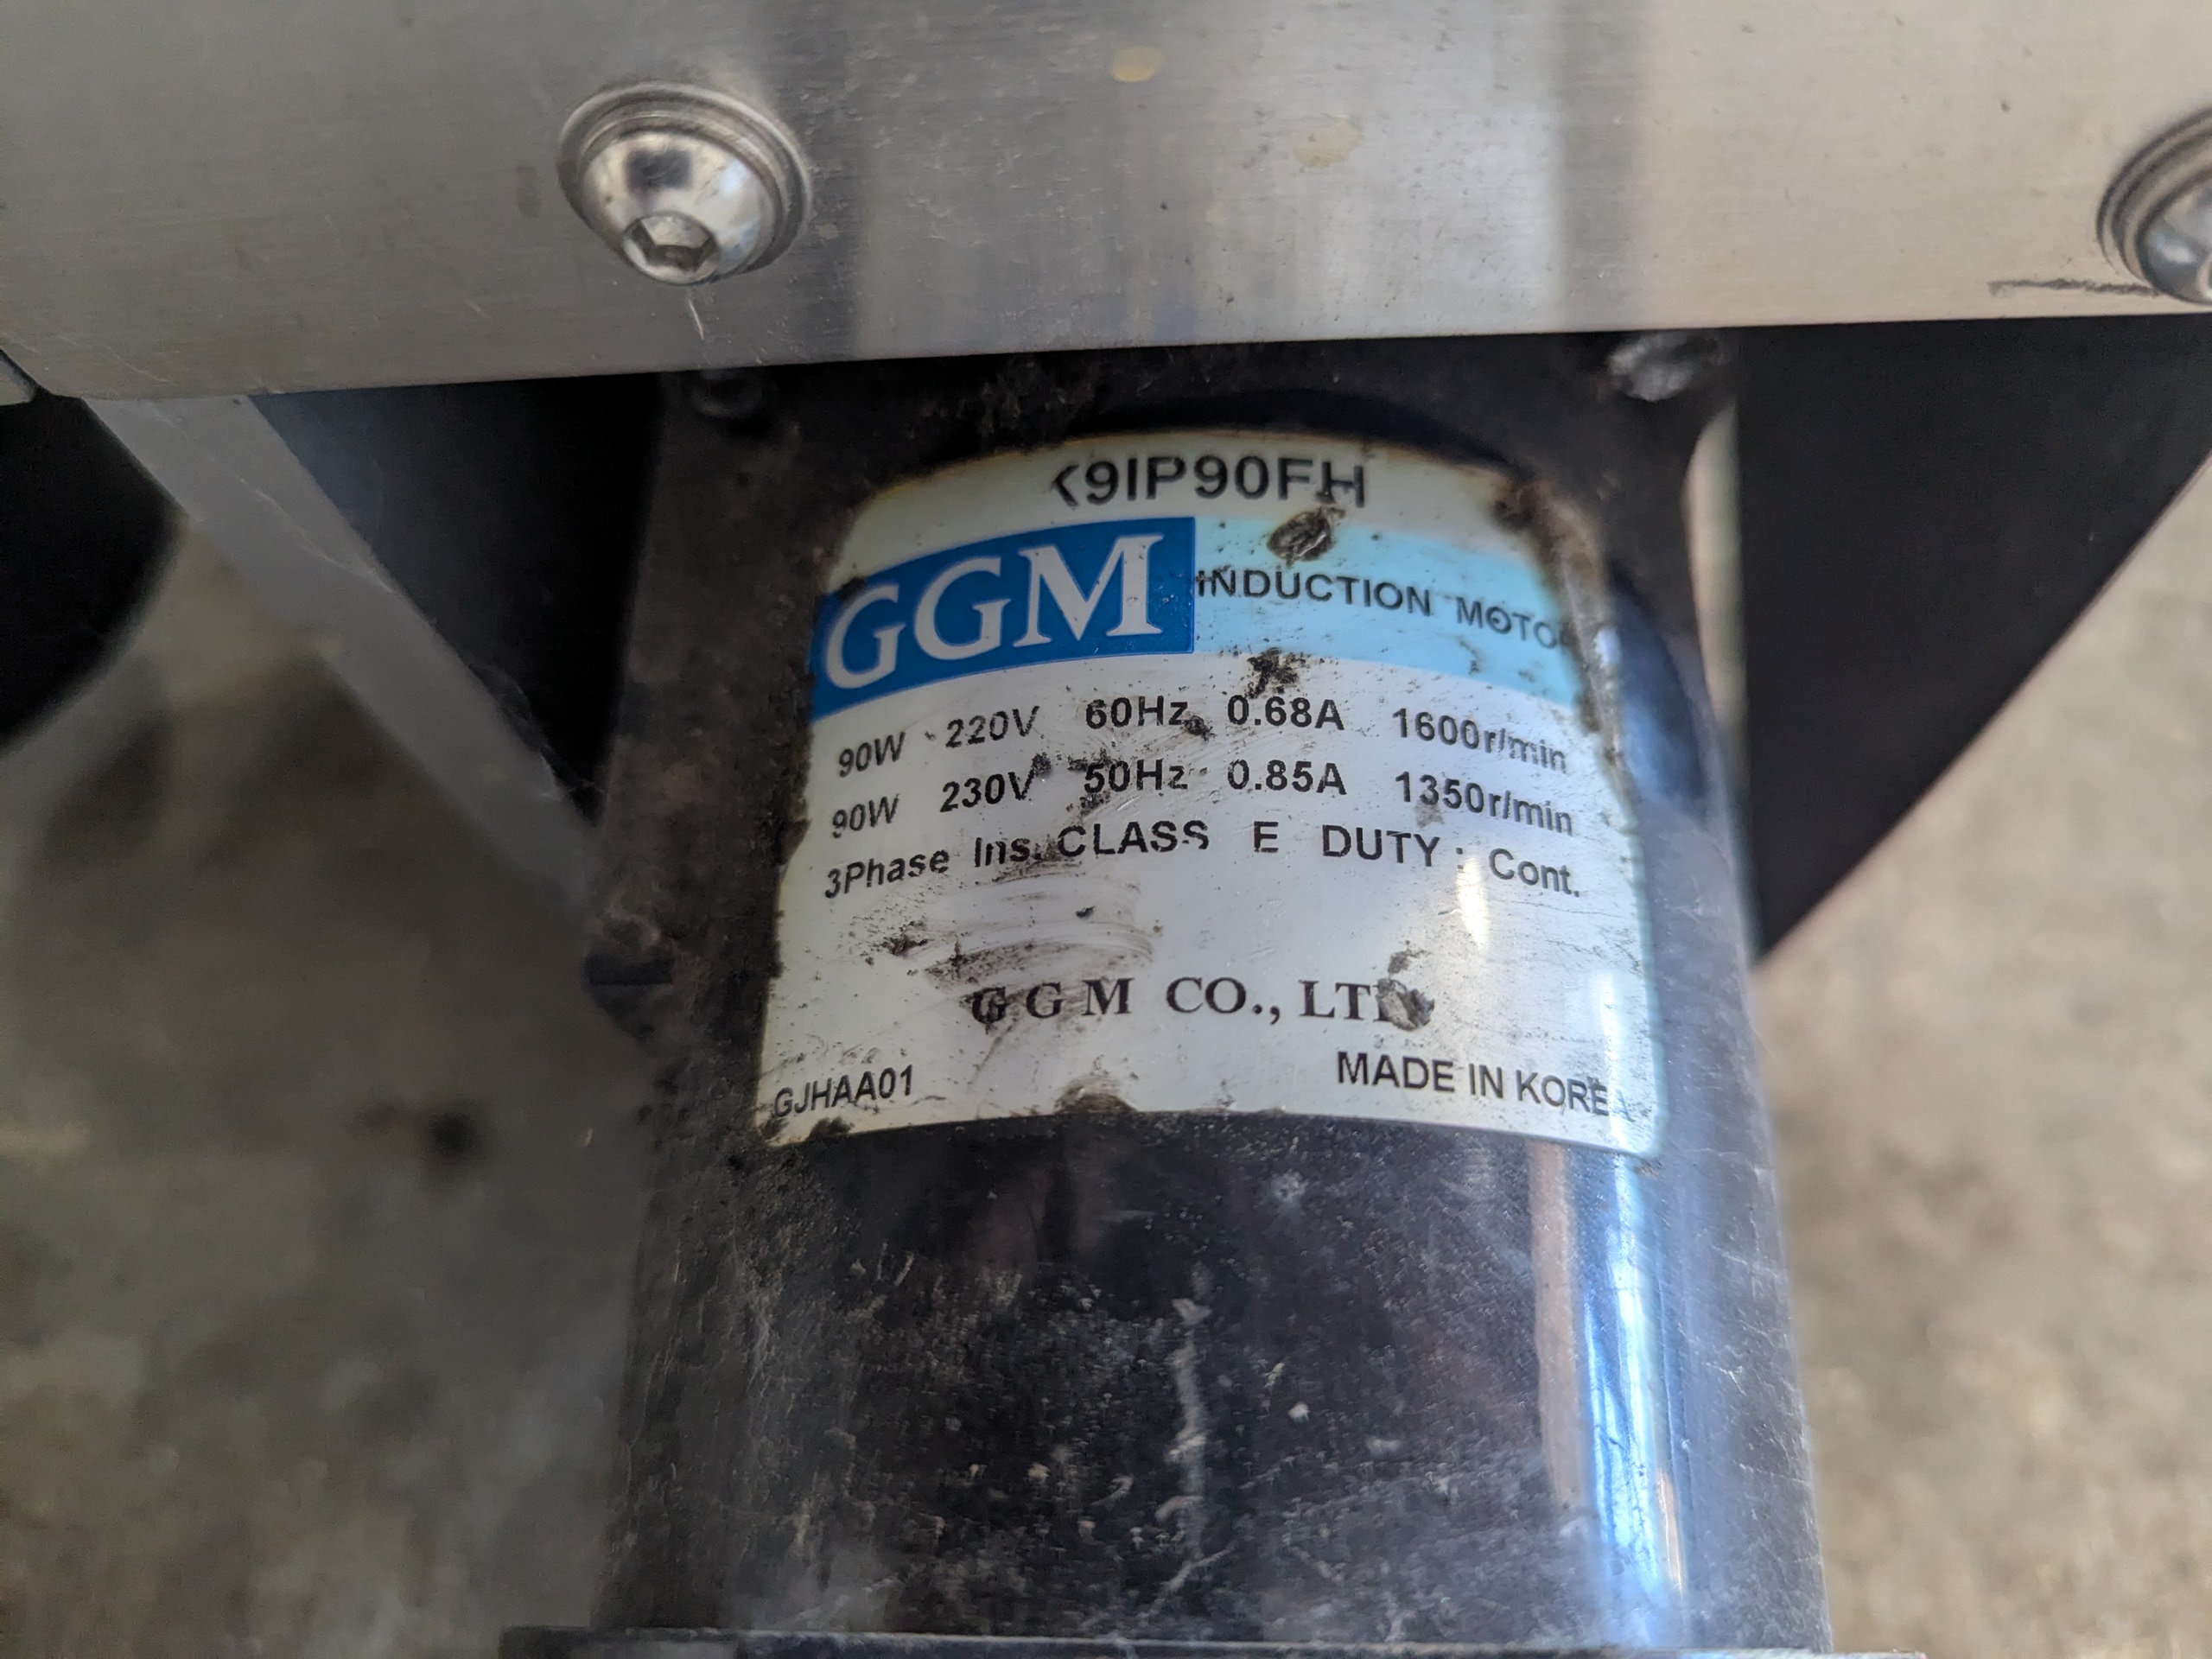 K9IP90FH
GGM INDUCTION MOTOR
90W 220V 60Hz 0.68A 1600r/min
90W 230V 50Hz 0.85A 1350r/min
3Phase Ins. CLASS E DUTY : Cont.
GGM CO., LTD.
GJHAA01 MADE IN KOREA